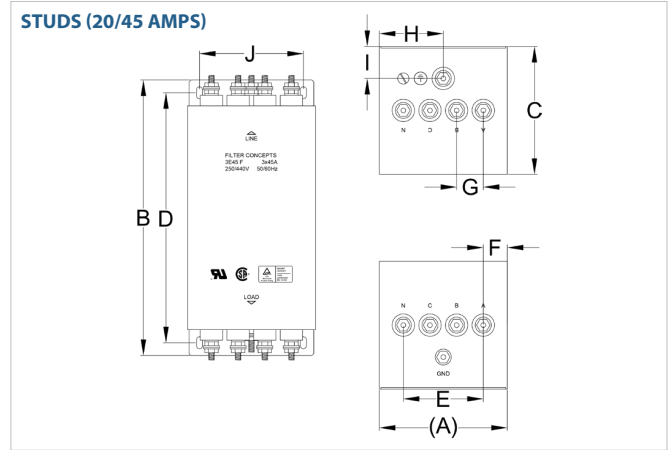 STUDS (20/45 AMPS)
J
B
D
LINE
FILTER CONCEPTS
3E45 F 3x45A
250/440V 50/60Hz
LOAD
H
I
C
N C B A
G
F
N C B A
GND
E
(A)